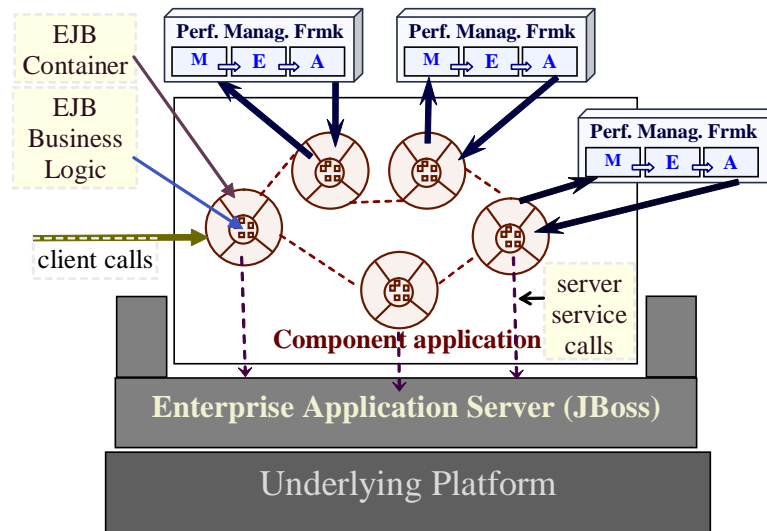 EJB
Container
EJB
Business
Logic
client calls
Perf. Manag. Frmk
M E A
Perf. Manag. Frmk
M E A
Perf. Manag. Frmk
M E A
server
service
calls
Component application
Enterprise Application Server (JBoss)
Underlying Platform